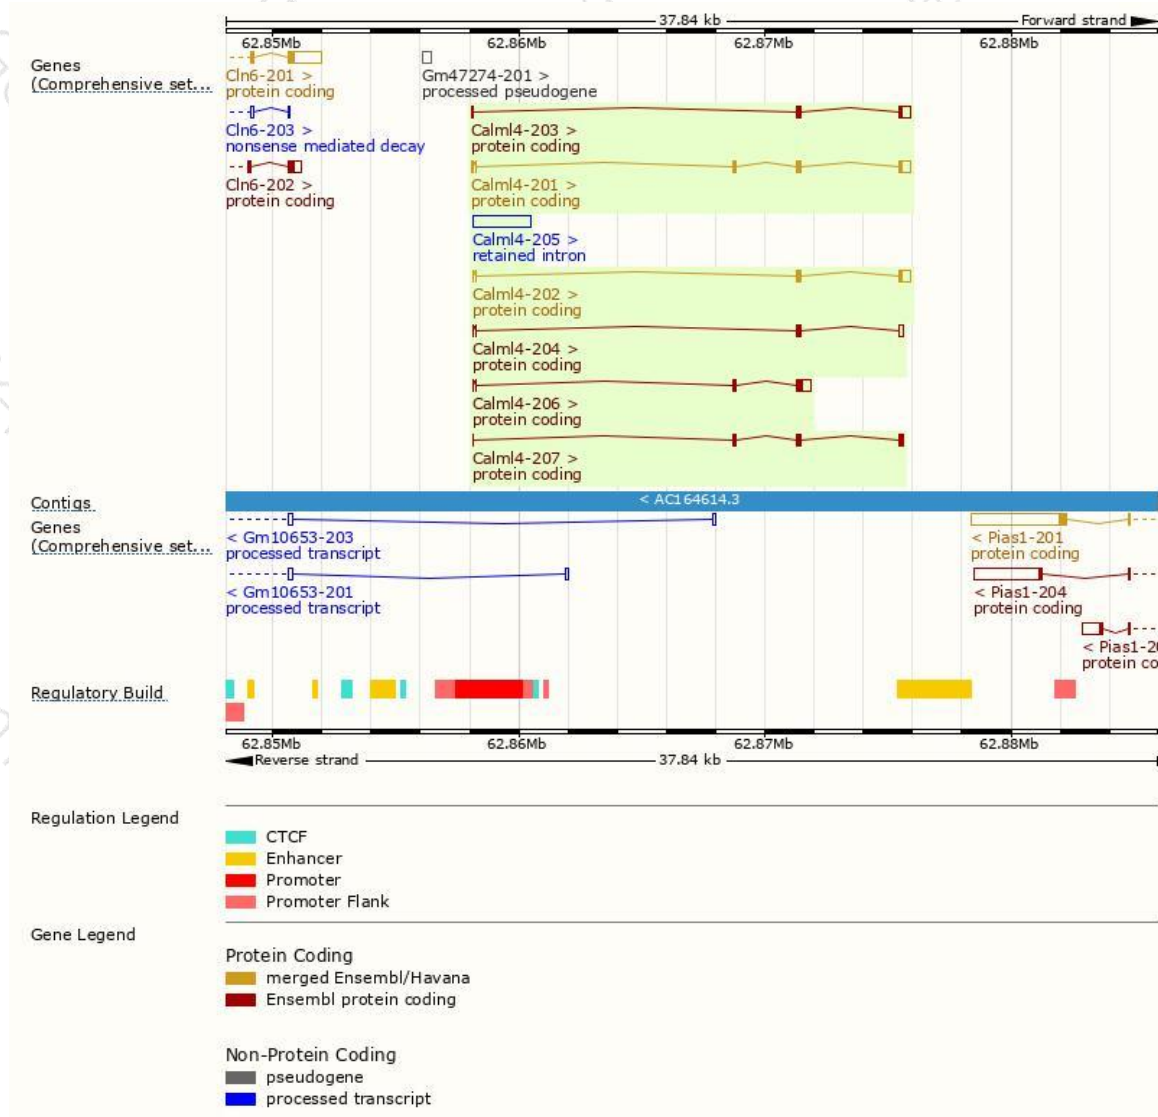 37.84 kb Forward strand
62.85Mb 62.86Mb 62.87Mb 62.88Mb
Genes
(Comprehensive set...
Cln6-201 >
protein coding
Gm47274-201 >
processed pseudogene
Cln6-203 >
nonsense mediated decay
Calml4-203 >
protein coding
Cln6-202 >
protein coding
Calml4-201 >
protein coding
Calml4-205 >
retained intron
Calml4-202 >
protein coding
Calml4-204 >
protein coding
Calml4-206 >
protein coding
Calml4-207 >
protein coding
Contigs
< AC164614.3
Genes
(Comprehensive set...
< Gm10653-203
processed transcript
< Pias1-201
protein coding
< Gm10653-201
processed transcript
< Pias1-204
protein coding
< Pias1-20
protein co
Regulatory Build
62.85Mb 62.86Mb 62.87Mb 62.88Mb
Reverse strand 37.84 kb
Regulation Legend
CTCF
Enhancer
Promoter
Promoter Flank
Gene Legend
Protein Coding
merged Ensembl/Havana
Ensembl protein coding
Non-Protein Coding
pseudogene
processed transcript